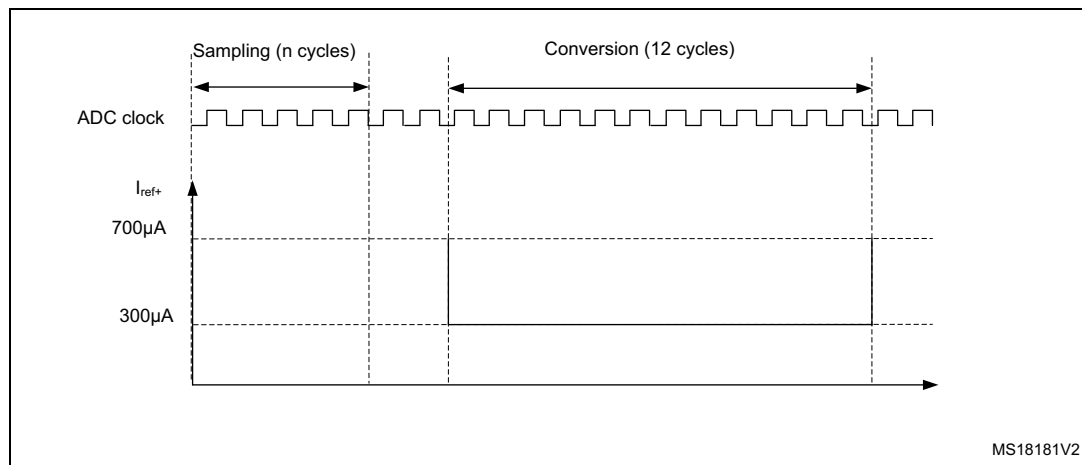 Sampling (n cycles)
Conversion (12 cycles)
ADC clock
Iref+
700µA
300µA
MS18181V2